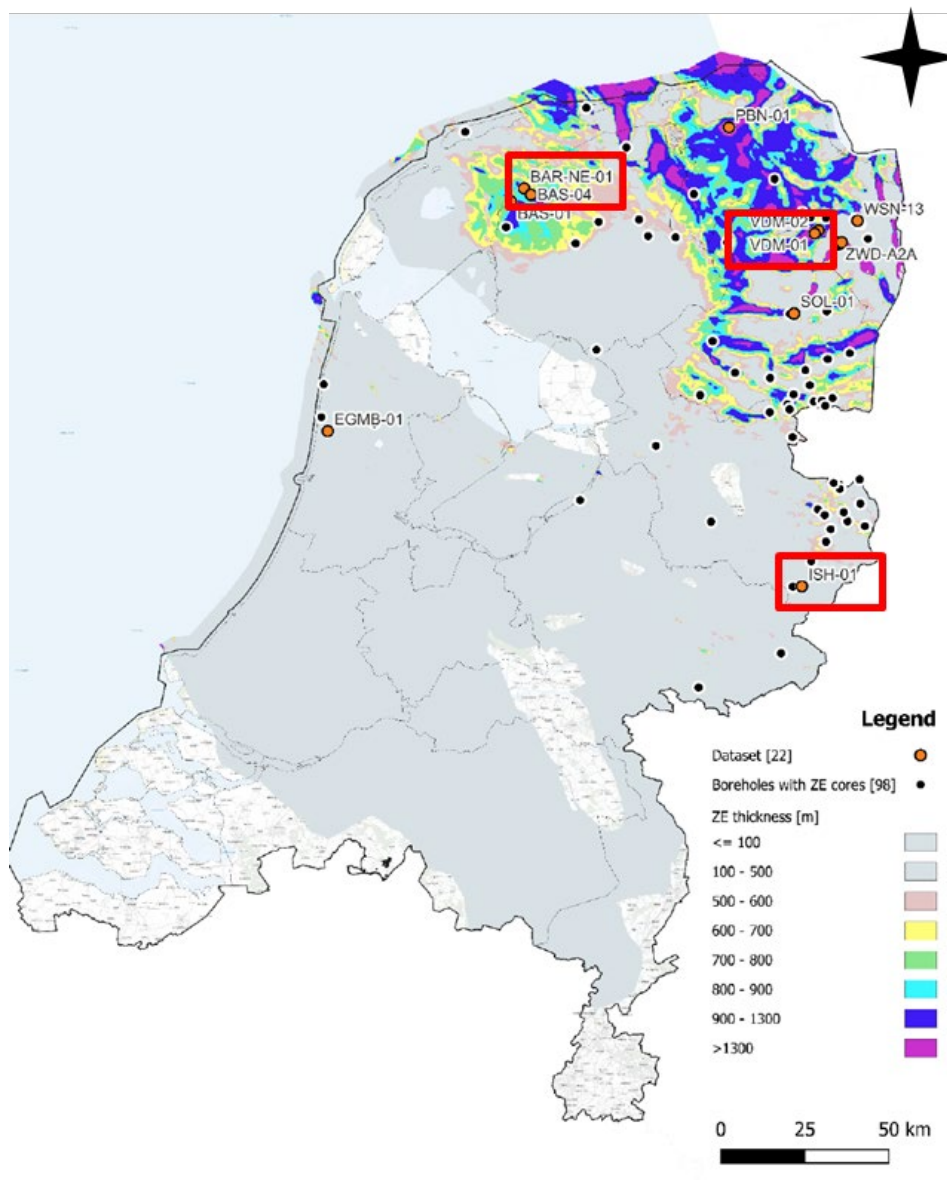 PBN-01
BAR-NE-01
BAS-04
BAS-01
WSN-13
VDM-02
VDM-01
ZWD-A2A
SOL-01
EGMB-01
ISH-01
Legend
Dataset [22]
Boreholes with ZE cores [98]
ZE thickness [m]
<= 100
100 - 500
500 - 600
600 - 700
700 - 800
800 - 900
900 - 1300
>1300
0 25 50 km